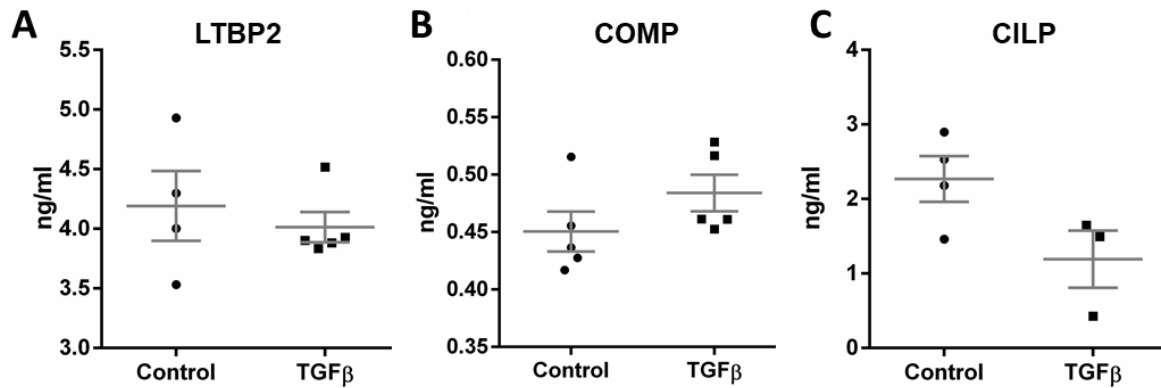 A
LTBP2
ng/ml
5.5
5.0
4.5
4.0
3.5
3.0
Control
TGFβ
B
COMP
ng/ml
0.60
0.55
0.50
0.45
0.40
0.35
Control
TGFβ
C
CILP
ng/ml
4
3
2
1
0
Control
TGFβ